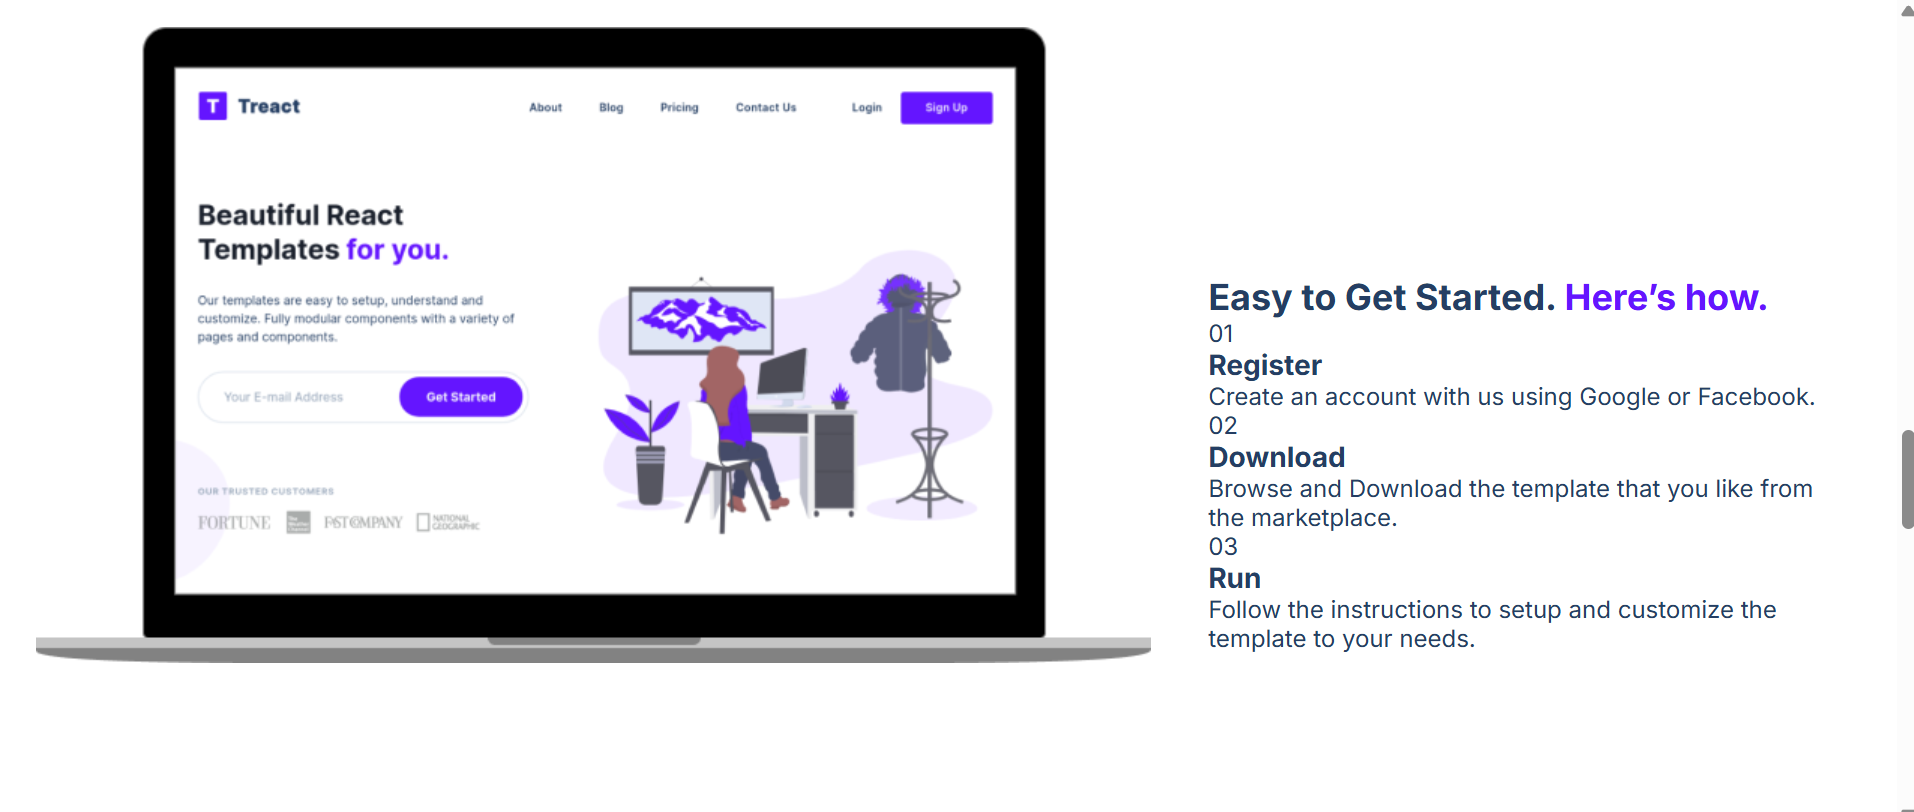 T Treact
About Blog Pricing Contact Us Login Sign Up
Beautiful React
Templates for you.
Our templates are easy to setup, understand and
customize. Fully modular components with a variety of
pages and components.
Your E-mail Address Get Started
OUR TRUSTED CUSTOMERS
FORTUNE
FAST COMPANY
NATIONAL
GEOGRAPHIC
Easy to Get Started. Here’s how.
01
Register
Create an account with us using Google or Facebook.
02
Download
Browse and Download the template that you like from
the marketplace.
03
Run
Follow the instructions to setup and customize the
template to your needs.